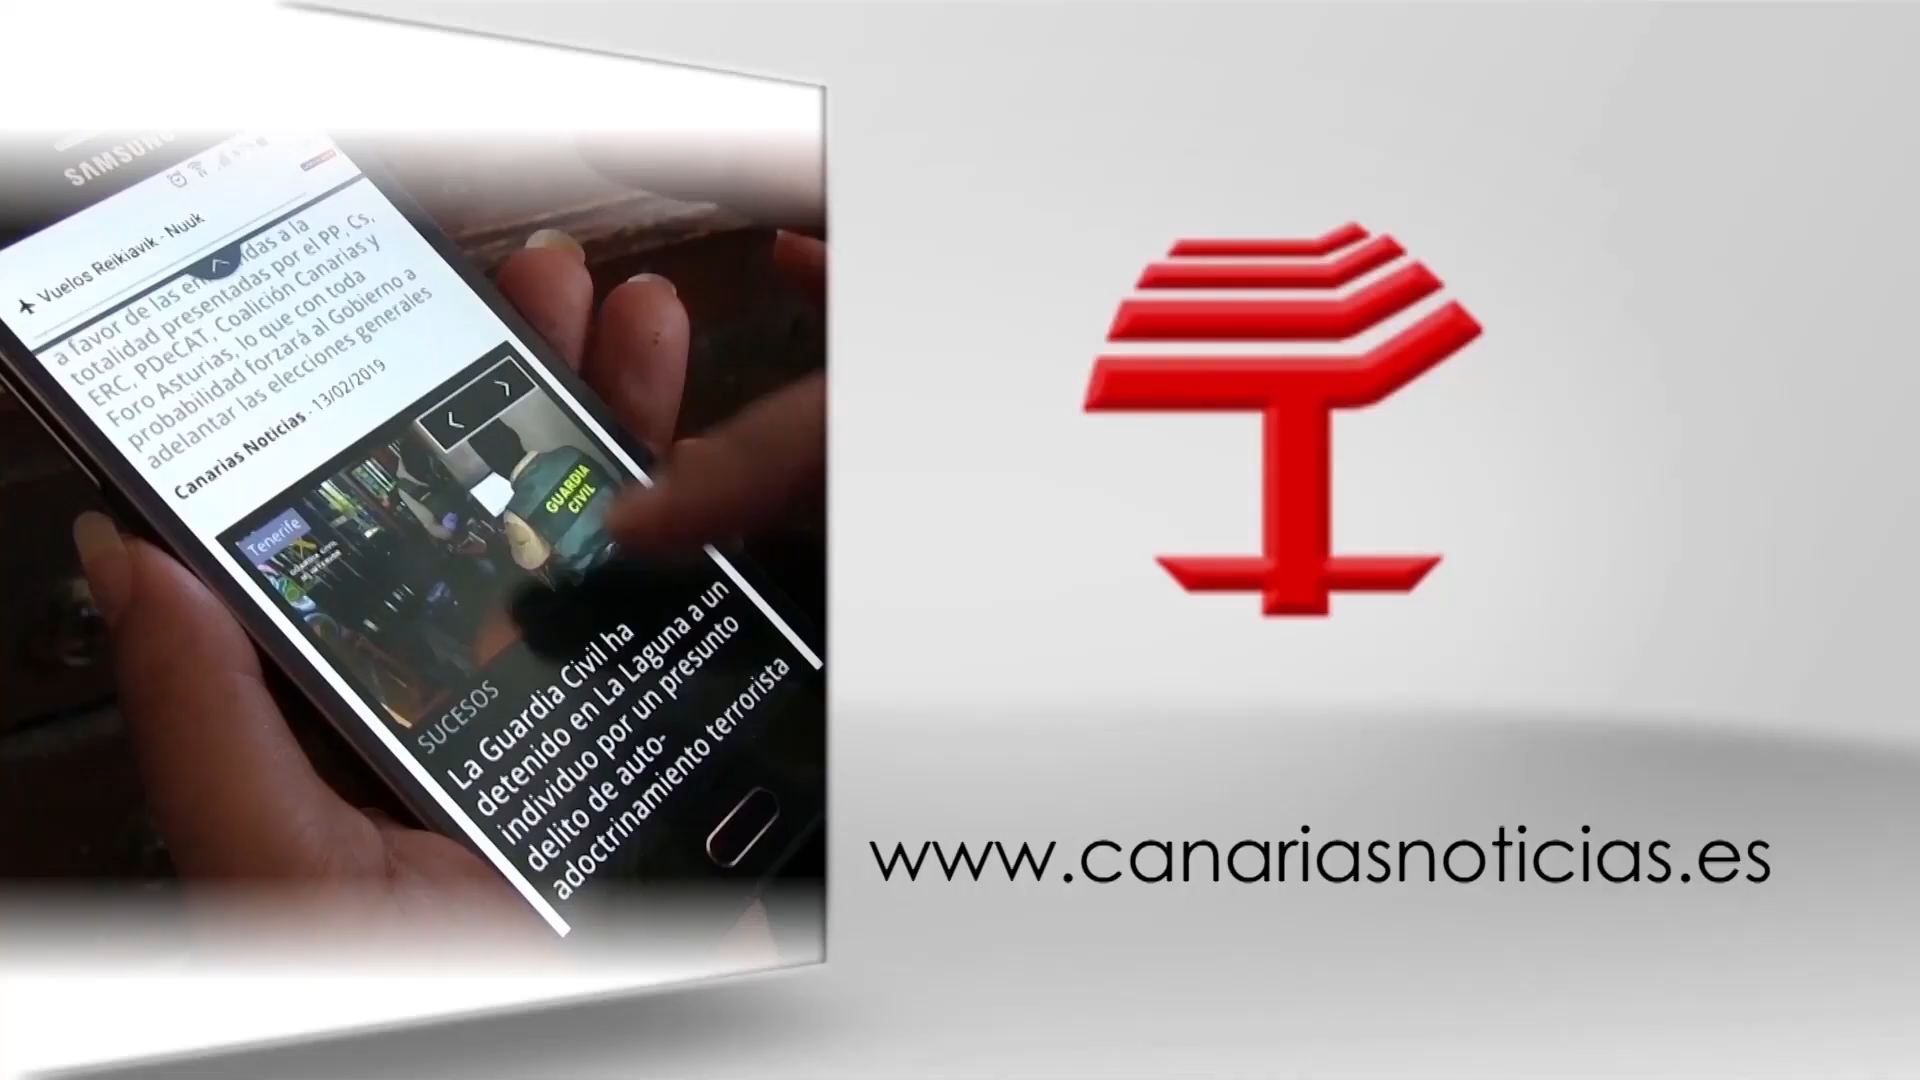 SAMSUNG
Vuelos Reikiavik - Nuuk
a favor de las a la
totalidad presentadas por el PP, Cs,
ERC, PDeCAT, Coalición Canarias y
Foro Asturias, lo que con toda
probabilidad forzará al Gobierno a
adelantar las elecciones generales
Canarias Noticias - 13/02/2019
Tenerife
GUARDIA
CIVIL
SUCESOS
La Guardia Civil ha
detenido en La Laguna a un
individuo por un presunto
delito de auto-
adoctrinamiento terrorista
www.canariasnoticias.es